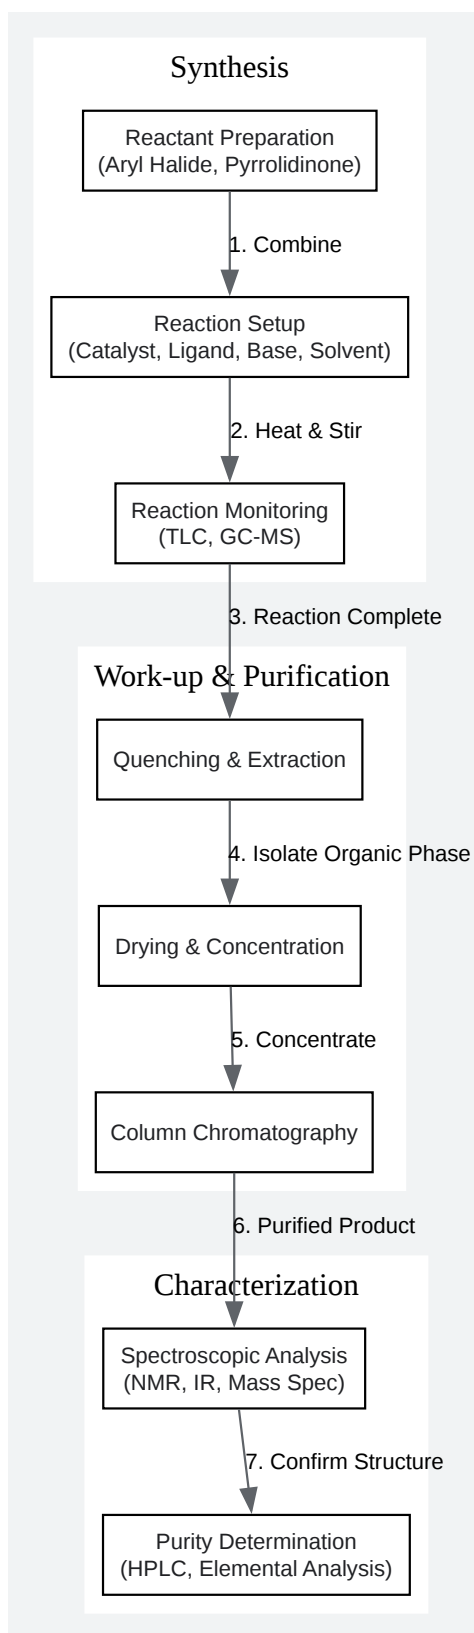 Synthesis
Reactant Preparation
(Aryl Halide, Pyrrolidinone)
1. Combine
Reaction Setup
(Catalyst, Ligand, Base, Solvent)
2. Heat & Stir
Reaction Monitoring
(TLC, GC-MS)
3. Reaction Complete
Work-up & Purification
Quenching & Extraction
4. Isolate Organic Phase
Drying & Concentration
5. Concentrate
Column Chromatography
6. Purified Product
Characterization
Spectroscopic Analysis
(NMR, IR, Mass Spec)
7. Confirm Structure
Purity Determination
(HPLC, Elemental Analysis)